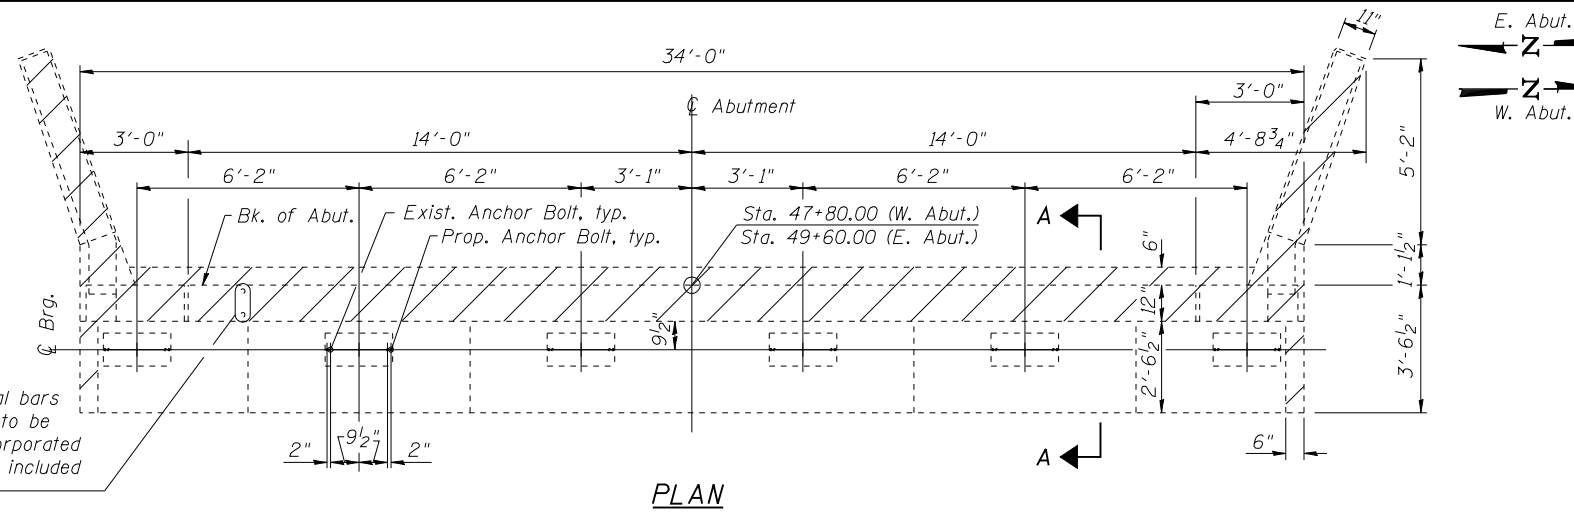 11"
E. Abut.
N
N
W. Abut.
34'-0"
3'-0"
℄ Abutment
3'-0"
14'-0"
14'-0"
4'-8¾"
5'-2"
6'-2"
6'-2"
3'-1"
3'-1"
6'-2"
6'-2"
Bk. of Abut.
Exist. Anchor Bolt, typ.
Prop. Anchor Bolt, typ.
Sta. 47+80.00 (W. Abut.)
Sta. 49+60.00 (E. Abut.)
A
6"
1'-1½"
℄ Brg.
12"
9½"
2'-6½"
3'-6½"
al bars
to be
orporated
included
2"
9½"
2"
A
6"
PLAN